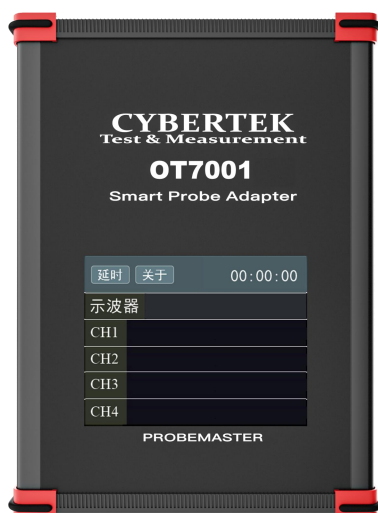 CYBERTEK
Test & Measurement
OT7001
Smart Probe Adapter
延时 关于 00:00:00
示波器
CH1
CH2
CH3
CH4
PROBEMASTER